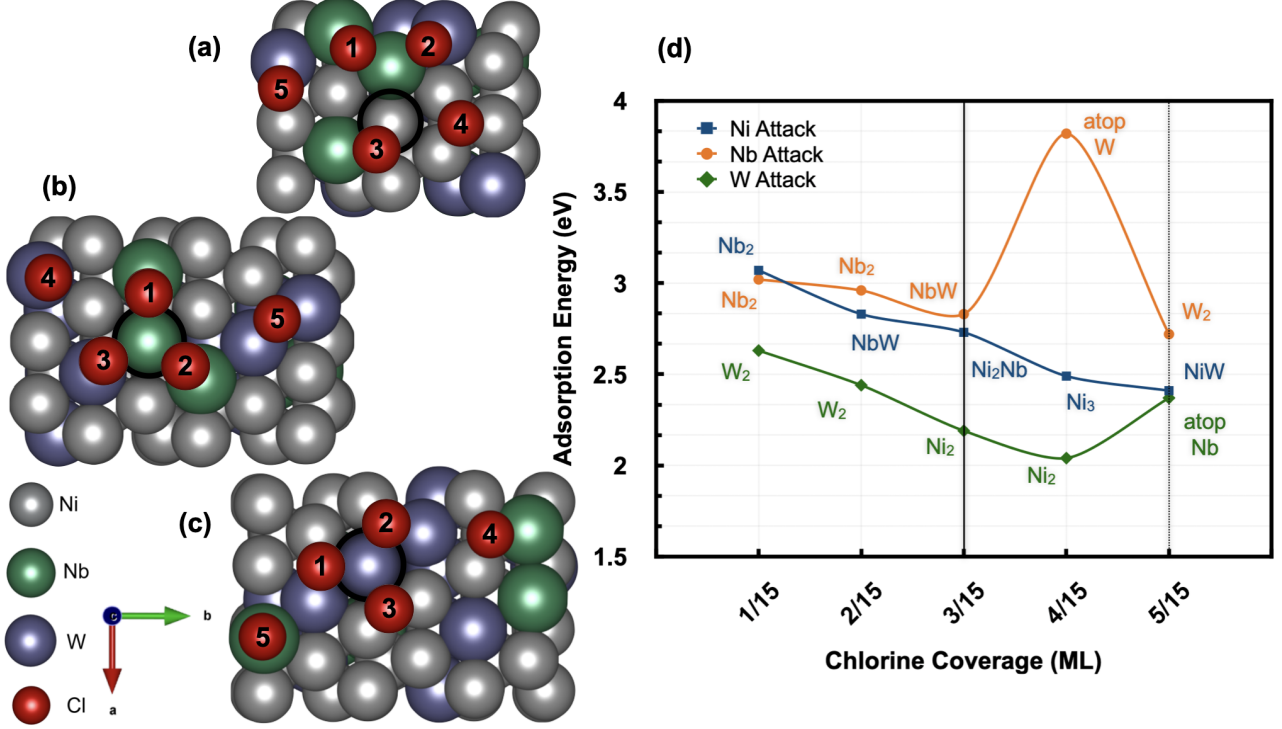 (a)
1
2
5
4
3
(b)
4
1
5
3
2
(c)
2
4
1
3
5
Ni
Nb
W
Cl
c
b
a
(d)
Adsorption Energy (eV)
4
3.5
3
2.5
2
1.5
Ni Attack
Nb Attack
W Attack
atop
W
Nb₂
Nb₂
Nb₂
NbW
NbW
W₂
Ni₂Nb
NiW
Ni₃
W₂
W₂
atop
Nb
Ni₂
Ni₂
1/15
2/15
3/15
4/15
5/15
Chlorine Coverage (ML)